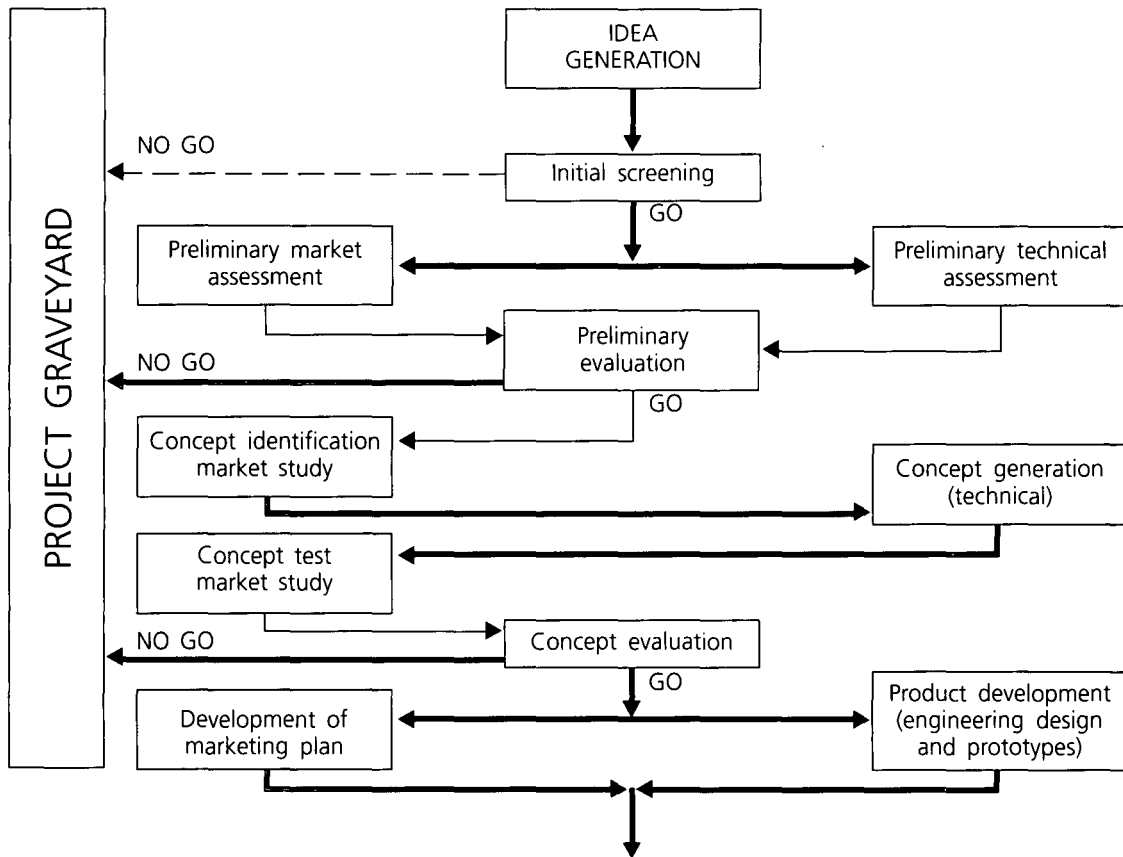 PROJECT GRAVEYARD
IDEA
GENERATION
NO GO
Initial screening
GO
Preliminary market
assessment
Preliminary technical
assessment
Preliminary
evaluation
NO GO
GO
Concept identification
market study
Concept generation
(technical)
Concept test
market study
NO GO
Concept evaluation
GO
Development of
marketing plan
Product development
(engineering design
and prototypes)